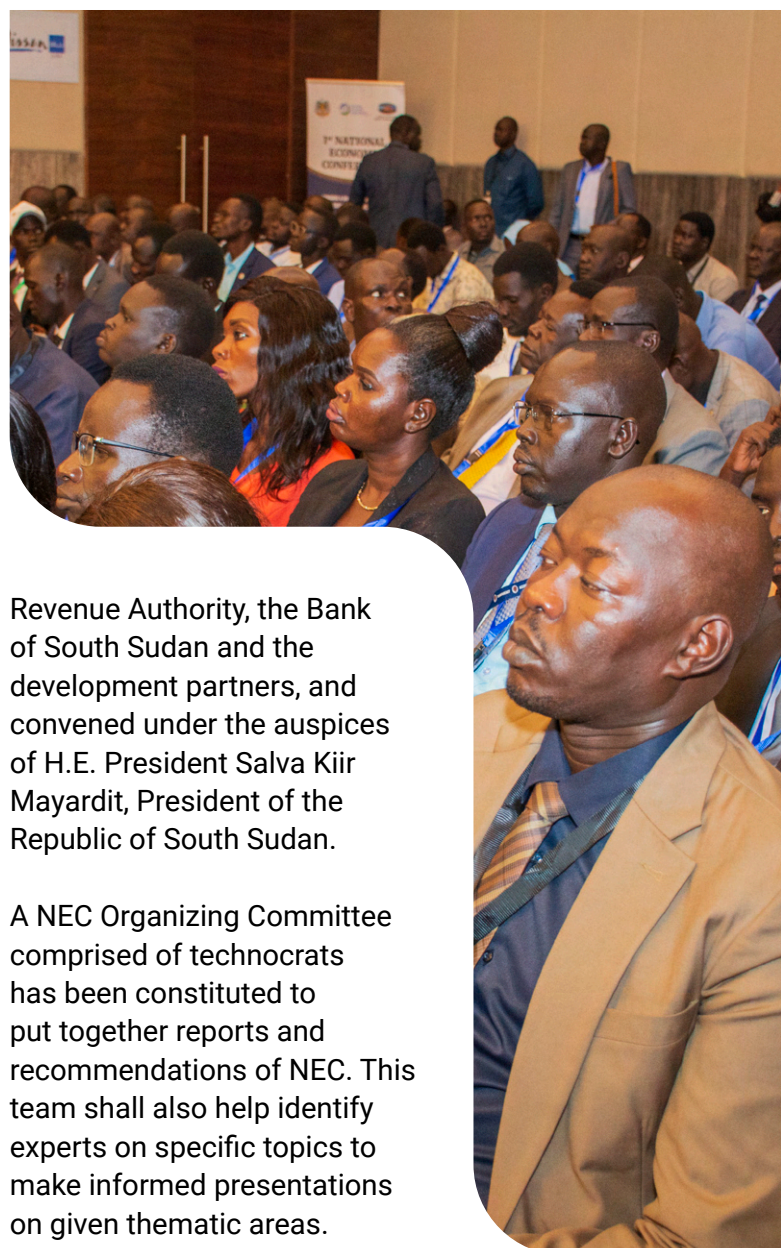 1st NATIONAL
ECONOMIC
Revenue Authority, the Bank
of South Sudan and the
development partners, and
convened under the auspices
of H.E. President Salva Kiir
Mayardit, President of the
Republic of South Sudan.
A NEC Organizing Committee
comprised of technocrats
has been constituted to
put together reports and
recommendations of NEC. This
team shall also help identify
experts on specific topics to
make informed presentations
on given thematic areas.